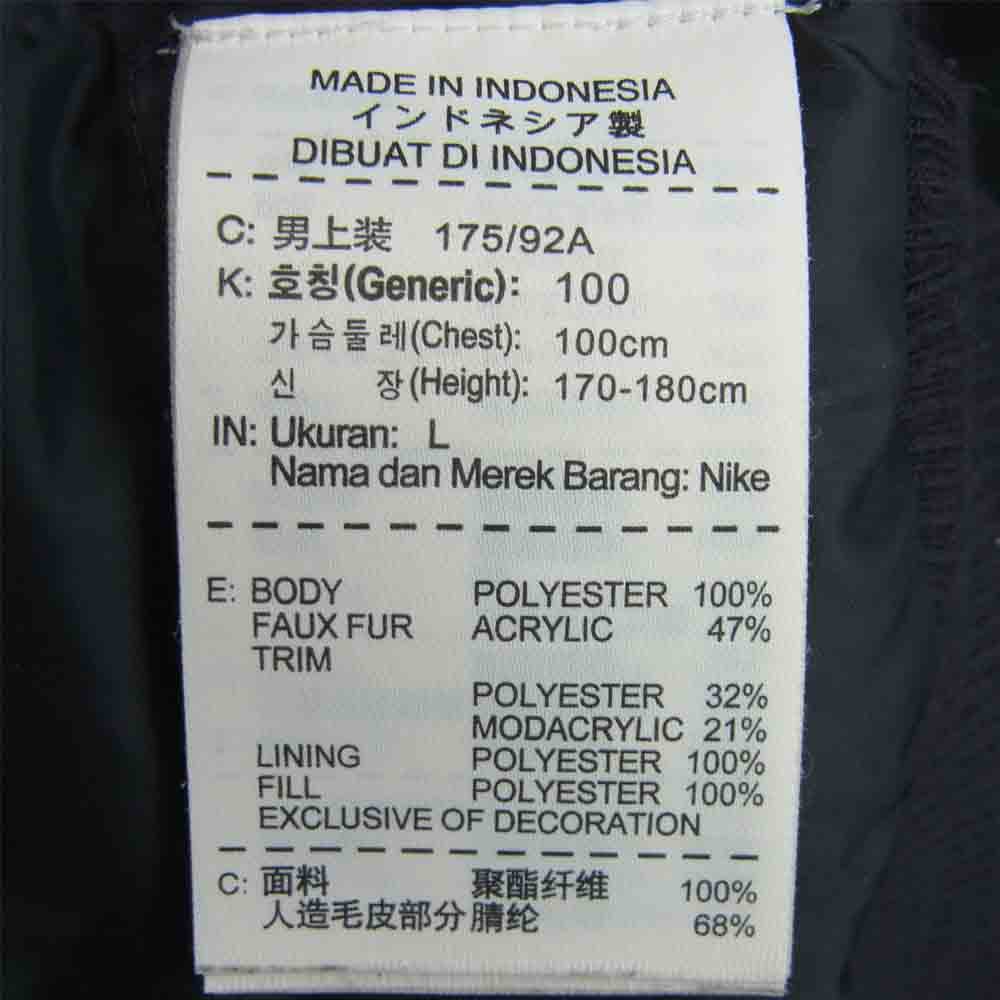 MADE IN INDONESIA
インドネシア製
DIBUAT DI INDONESIA
C: 男上装 175/92A
K: 호칭(Generic): 100
가슴둘레(Chest): 100cm
신 장(Height): 170-180cm
IN: Ukuran: L
Nama dan Merek Barang: Nike
E: BODY POLYESTER 100%
FAUX FUR ACRYLIC 47%
TRIM
POLYESTER 32%
MODACRYLIC 21%
LINING POLYESTER 100%
FILL POLYESTER 100%
EXCLUSIVE OF DECORATION
C: 面料 聚酯纤维 100%
人造毛皮部分 腈纶 68%